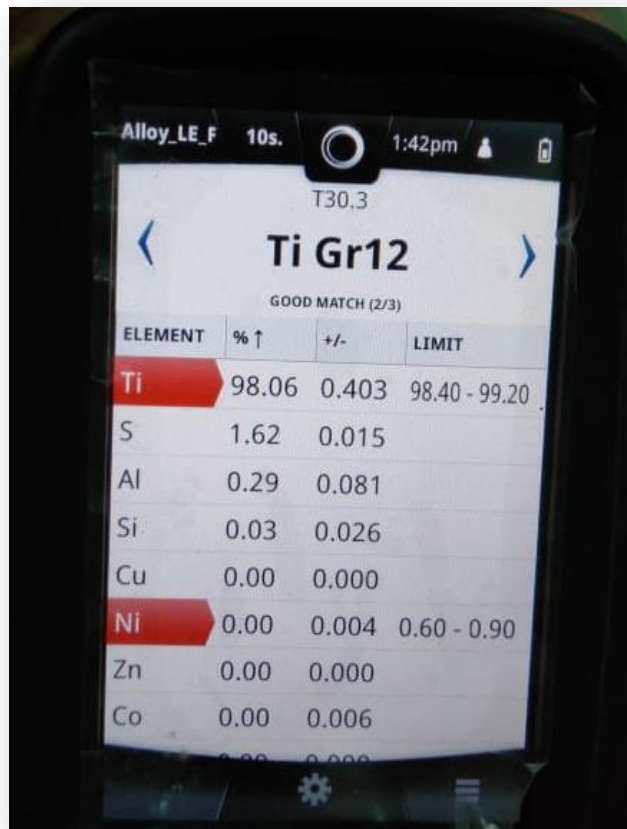 Alloy_LE_F 10s. 1:42pm
T30.3
Ti Gr12
GOOD MATCH (2/3)
ELEMENT % ↑ +/- LIMIT
Ti 98.06 0.403 98.40 - 99.20
S 1.62 0.015
Al 0.29 0.081
Si 0.03 0.026
Cu 0.00 0.000
Ni 0.00 0.004 0.60 - 0.90
Zn 0.00 0.000
Co 0.00 0.006